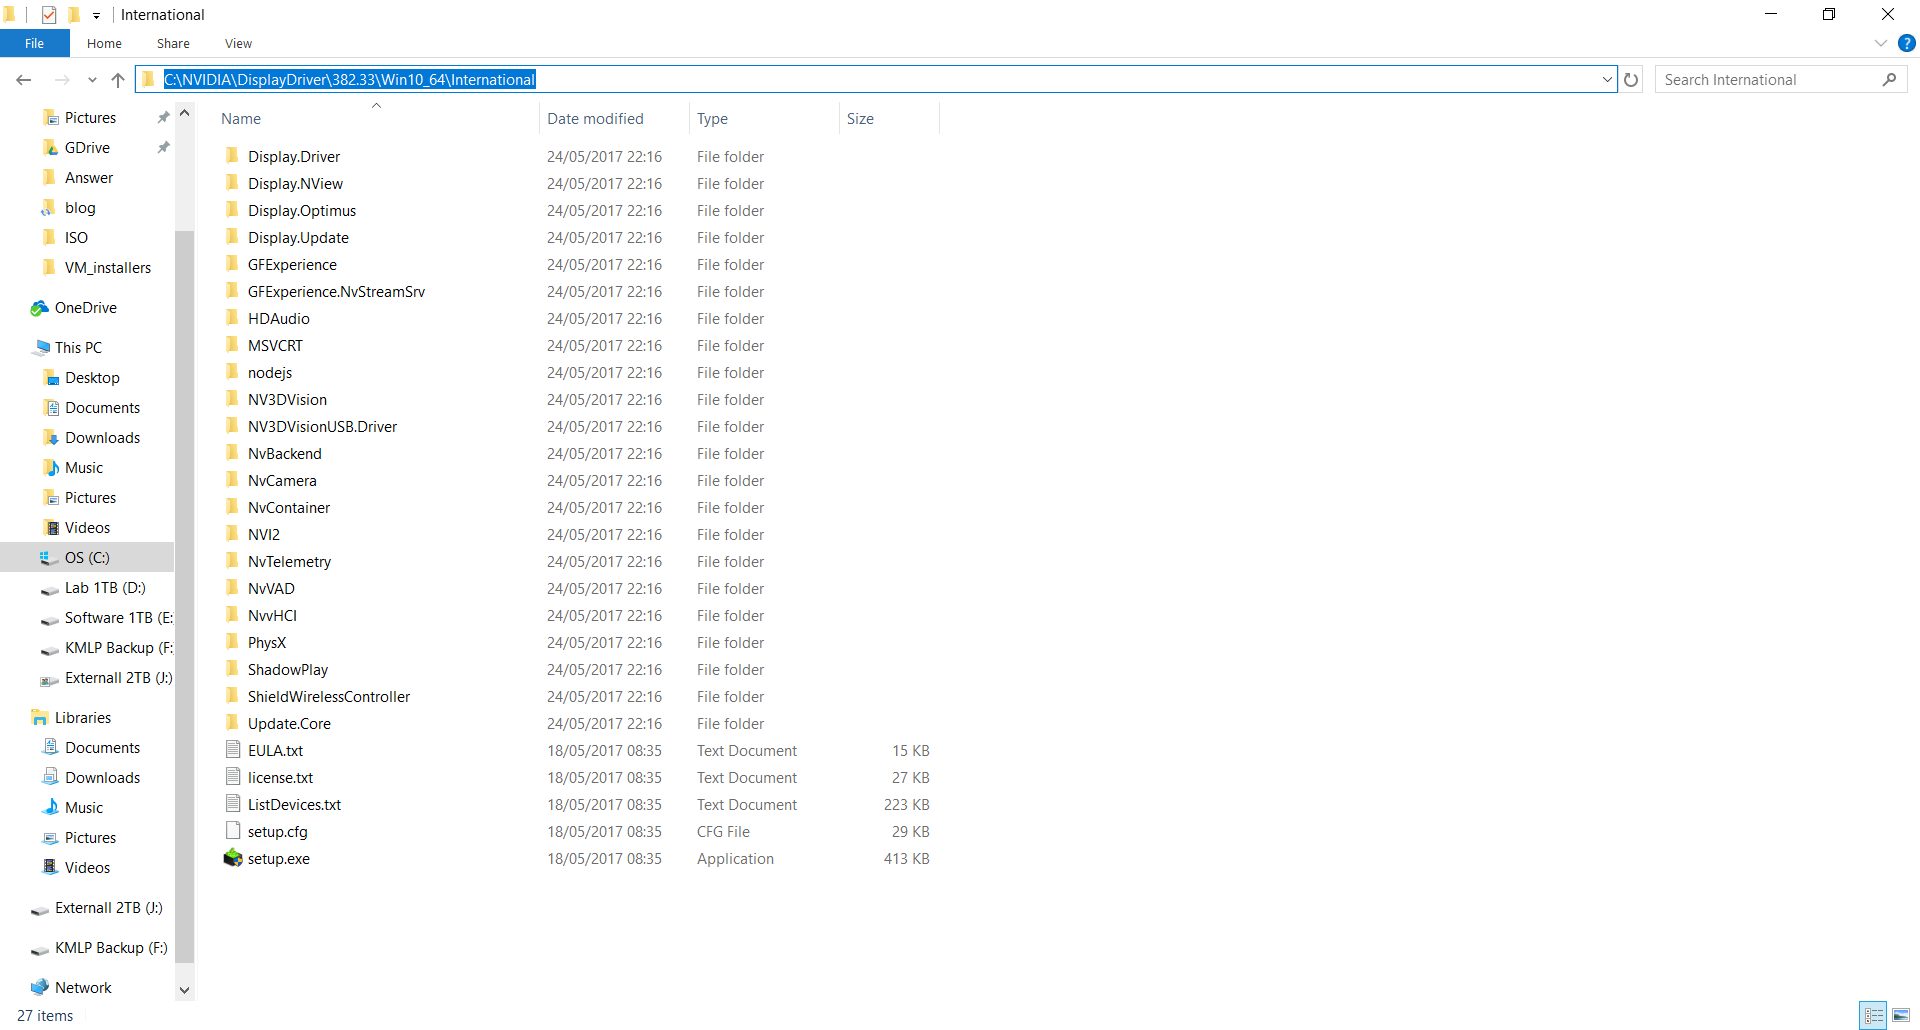 International
File Home Share View
C:\NVIDIA\DisplayDriver\382.33\Win10_64\International
Search International
Pictures
GDrive
Answer
blog
ISO
VM_installers
OneDrive
This PC
Desktop
Documents
Downloads
Music
Pictures
Videos
OS (C:)
Lab 1TB (D:)
Software 1TB (E:
KMLP Backup (F:
Externall 2TB (J:)
Libraries
Documents
Downloads
Music
Pictures
Videos
Externall 2TB (J:)
KMLP Backup (F:)
Network
Name Date modified Type Size
Display.Driver 24/05/2017 22:16 File folder
Display.NView 24/05/2017 22:16 File folder
Display.Optimus 24/05/2017 22:16 File folder
Display.Update 24/05/2017 22:16 File folder
GFExperience 24/05/2017 22:16 File folder
GFExperience.NvStreamSrv 24/05/2017 22:16 File folder
HDAudio 24/05/2017 22:16 File folder
MSVCRT 24/05/2017 22:16 File folder
nodejs 24/05/2017 22:16 File folder
NV3DVision 24/05/2017 22:16 File folder
NV3DVisionUSB.Driver 24/05/2017 22:16 File folder
NvBackend 24/05/2017 22:16 File folder
NvCamera 24/05/2017 22:16 File folder
NvContainer 24/05/2017 22:16 File folder
NVI2 24/05/2017 22:16 File folder
NvTelemetry 24/05/2017 22:16 File folder
NvVAD 24/05/2017 22:16 File folder
NvvHCI 24/05/2017 22:16 File folder
PhysX 24/05/2017 22:16 File folder
ShadowPlay 24/05/2017 22:16 File folder
ShieldWirelessController 24/05/2017 22:16 File folder
Update.Core 24/05/2017 22:16 File folder
EULA.txt 18/05/2017 08:35 Text Document 15 KB
license.txt 18/05/2017 08:35 Text Document 27 KB
ListDevices.txt 18/05/2017 08:35 Text Document 223 KB
setup.cfg 18/05/2017 08:35 CFG File 29 KB
setup.exe 18/05/2017 08:35 Application 413 KB
27 items